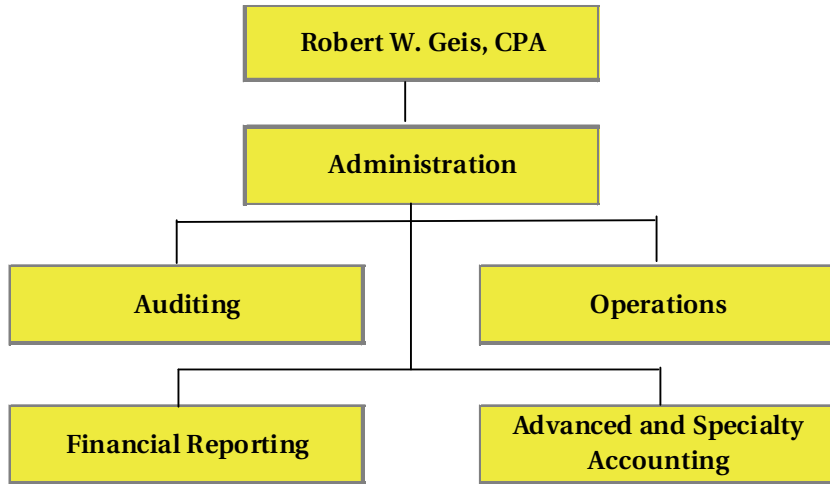 Robert W. Geis, CPA
Administration
Auditing
Operations
Financial Reporting
Advanced and Specialty
Accounting